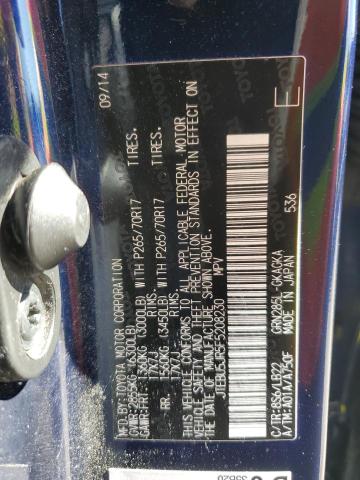 MFD. BY:
TOYOTA MOTOR CORPORATION 09/14
GVWR: 2855KG (6300LB)
GAWR: FRT. 1360KG (3000LB) WITH P265/70R17 TIRES,
17X7J RIMS
RR. 1560KG (3450LB) WITH P265/70R17 TIRES,
17X7J RIMS
THIS VEHICLE CONFORMS TO ALL APPLICABLE FEDERAL MOTOR
VEHICLE SAFETY AND THEFT PREVENTION STANDARDS IN EFFECT ON
THE DATE OF MANUFACTURE SHOWN ABOVE.
JTEBU5JR5F5208230 MPV
E
536
C/TR: 8S6/LB22 GRN285L-GKAGKA
A/TM: A01A/A750F MADE IN JAPAN
35B20